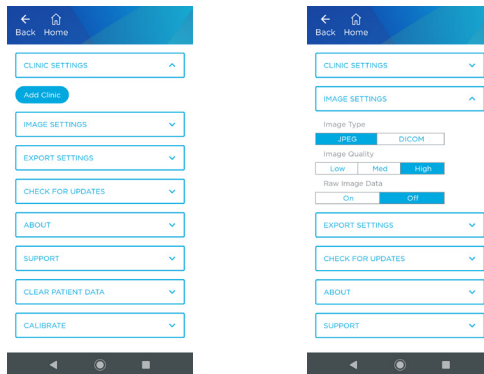 Back Home
CLINIC SETTINGS
Add Clinic
IMAGE SETTINGS
EXPORT SETTINGS
CHECK FOR UPDATES
ABOUT
SUPPORT
CLEAR PATIENT DATA
CALIBRATE
Back Home
CLINIC SETTINGS
IMAGE SETTINGS
Image Type
JPEG DICOM
Image Quality
Low Med High
Raw Image Data
On Off
EXPORT SETTINGS
CHECK FOR UPDATES
ABOUT
SUPPORT